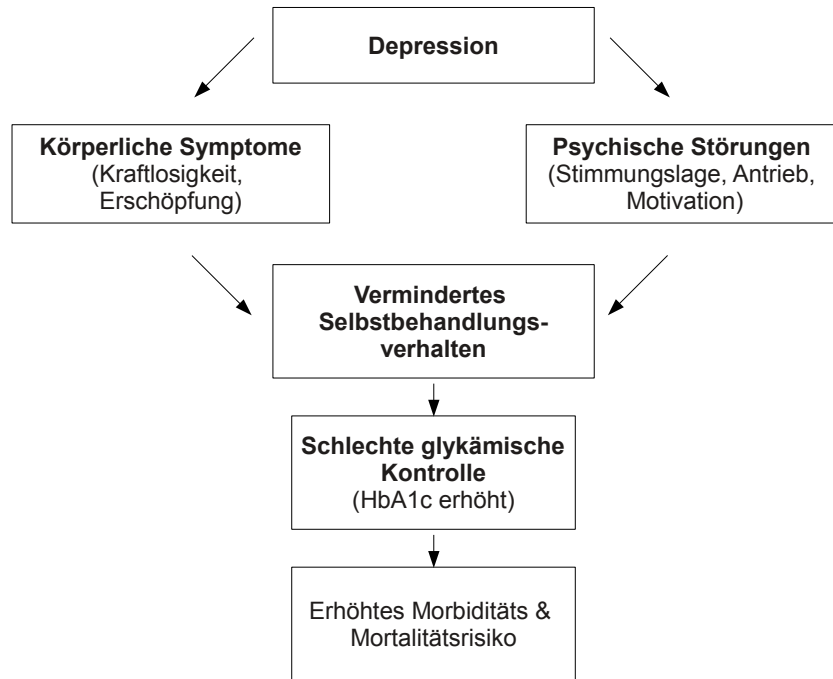 Depression
Körperliche Symptome
(Kraftlosigkeit,
Erschöpfung)
Psychische Störungen
(Stimmungslage, Antrieb,
Motivation)
Vermindertes
Selbstbehandlungs-
verhalten
Schlechte glykämische
Kontrolle
(HbA1c erhöht)
Erhöhtes Morbiditäts &
Mortalitätsrisiko